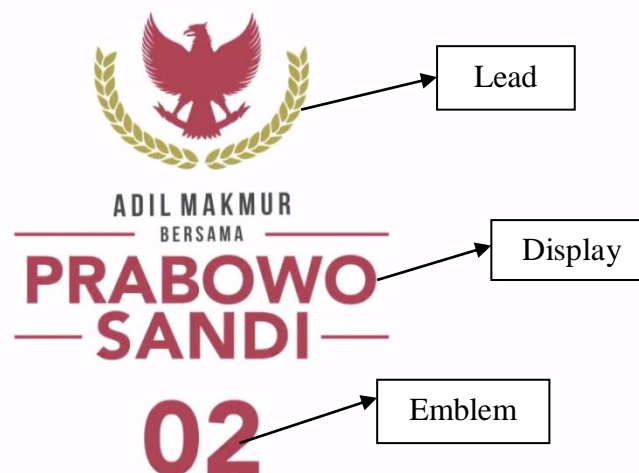 Lead
ADIL MAKMUR
BERSAMA
PRABOWO
Display
SANDI
02
Emblem